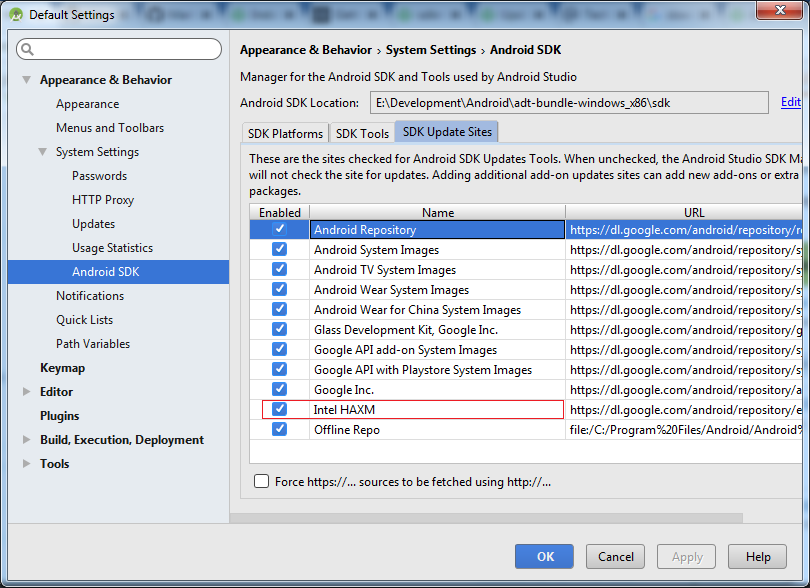 Default Settings
Appearance & Behavior
Appearance
Menus and Toolbars
System Settings
Passwords
HTTP Proxy
Updates
Usage Statistics
Android SDK
Notifications
Quick Lists
Path Variables
Keymap
Editor
Plugins
Build, Execution, Deployment
Tools
Appearance & Behavior › System Settings › Android SDK
Manager for the Android SDK and Tools used by Android Studio
Android SDK Location: E:\Development\Android\adt-bundle-windows_x86\sdk Edit
SDK Platforms SDK Tools SDK Update Sites
These are the sites checked for Android SDK Updates Tools. When unchecked, the Android Studio SDK Ma
will not check the site for updates. Adding additional add-on updates sites can add new add-ons or extra
packages.
Enabled Name URL
Android Repository https://dl.google.com/android/repository/re
Android System Images https://dl.google.com/android/repository/sy
Android TV System Images https://dl.google.com/android/repository/sy
Android Wear System Images https://dl.google.com/android/repository/sy
Android Wear for China System Images https://dl.google.com/android/repository/sy
Glass Development Kit, Google Inc. https://dl.google.com/android/repository/g
Google API add-on System Images https://dl.google.com/android/repository/sy
Google API with Playstore System Images https://dl.google.com/android/repository/sy
Google Inc. https://dl.google.com/android/repository/a
Intel HAXM https://dl.google.com/android/repository/e
Offline Repo file:/C:/Program%20Files/Android/Android%
Force https://... sources to be fetched using http://...
OK Cancel Apply Help